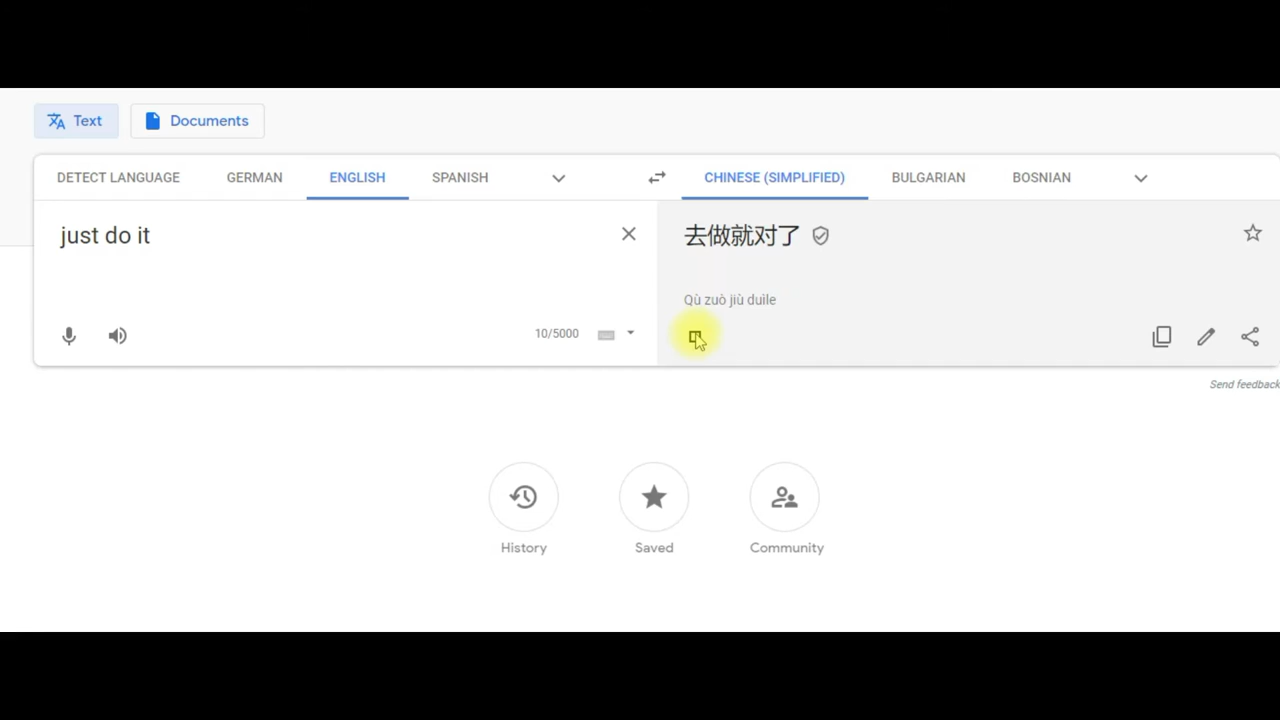 Text
Documents
DETECT LANGUAGE
GERMAN
ENGLISH
SPANISH
CHINESE (SIMPLIFIED)
BULGARIAN
BOSNIAN
just do it
去做就对了
Qù zuò jiù duìle
10/5000
Send feedback
History
Saved
Community